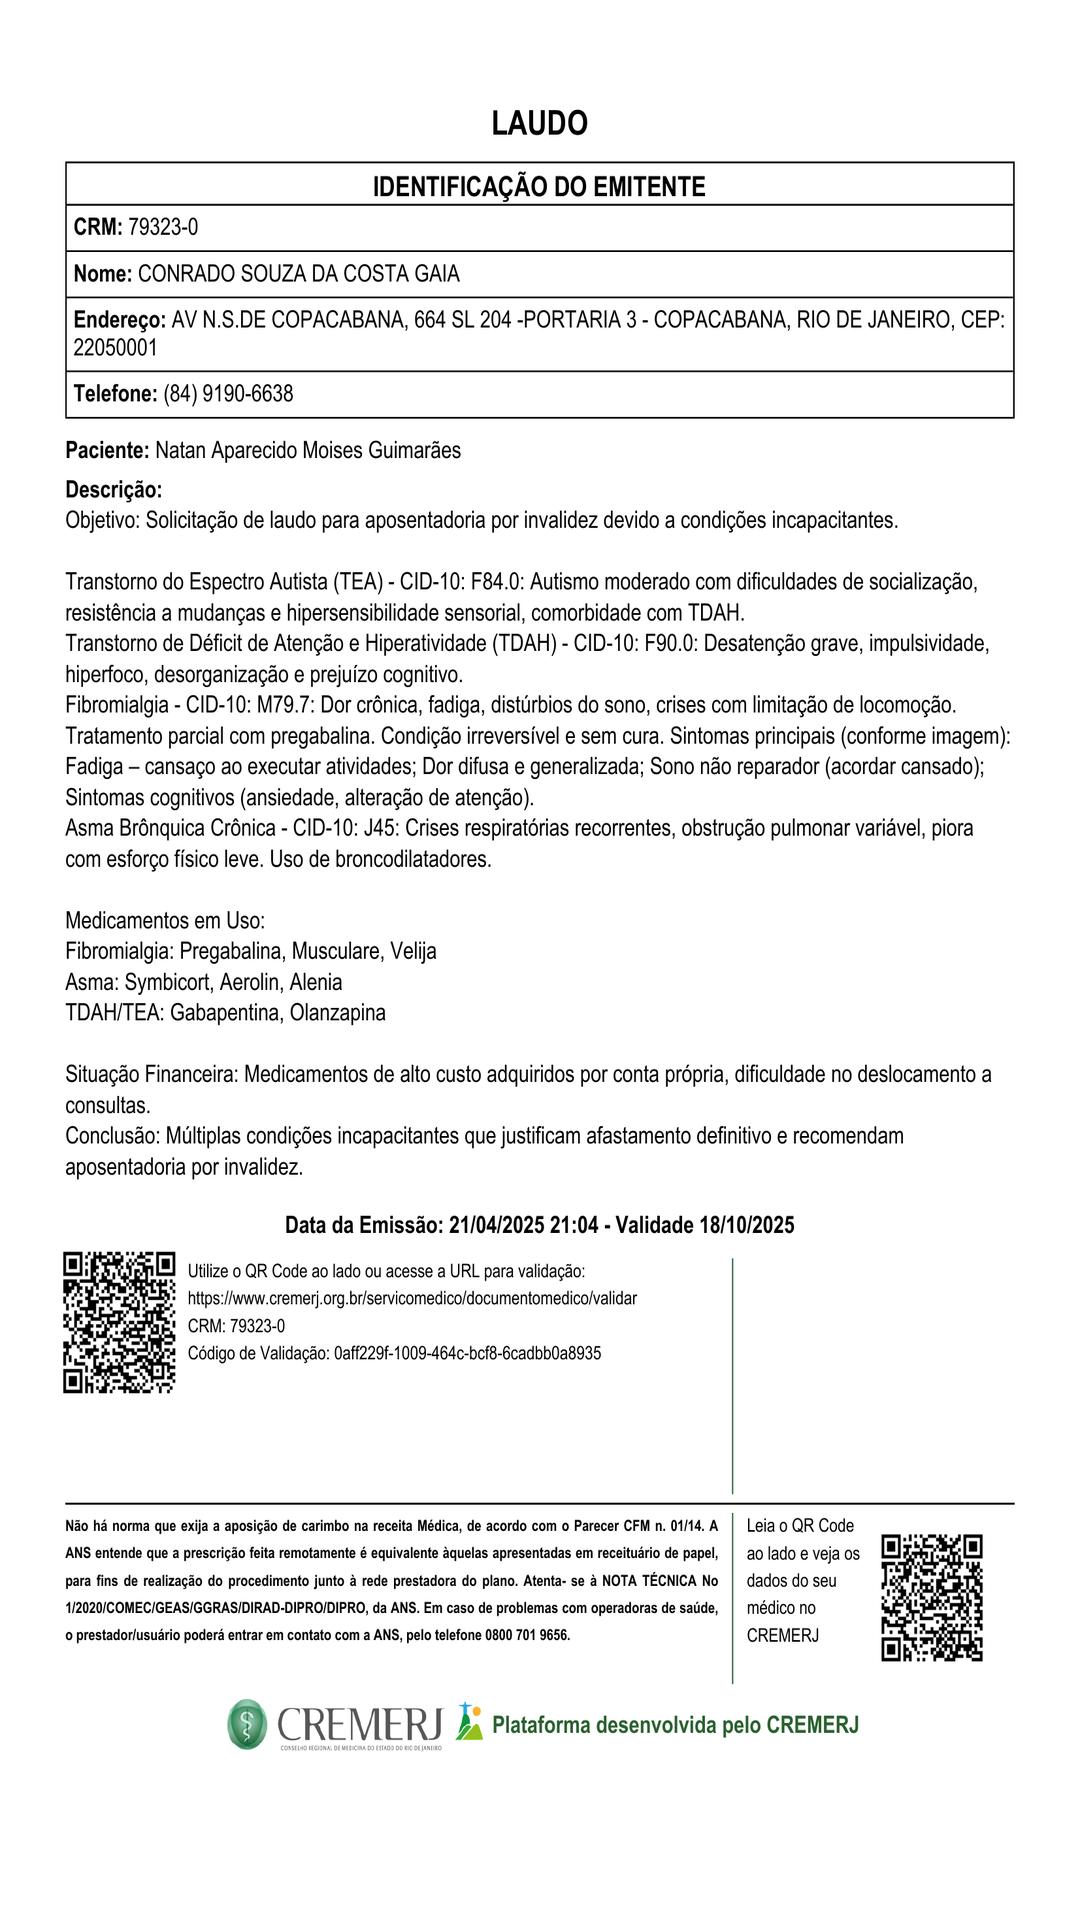 LAUDO
IDENTIFICAÇÃO DO EMITENTE
CRM: 79323-0
Nome: CONRADO SOUZA DA COSTA GAIA
Endereço: AV N.S.DE COPACABANA, 664 SL 204 -PORTARIA 3 - COPACABANA, RIO DE JANEIRO, CEP:
22050001
Telefone: (84) 9190-6638
Paciente: Natan Aparecido Moises Guimarães
Descrição:
Objetivo: Solicitação de laudo para aposentadoria por invalidez devido a condições incapacitantes.
Transtorno do Espectro Autista (TEA) - CID-10: F84.0: Autismo moderado com dificuldades de socialização,
resistência a mudanças e hipersensibilidade sensorial, comorbidade com TDAH.
Transtorno de Déficit de Atenção e Hiperatividade (TDAH) - CID-10: F90.0: Desatenção grave, impulsividade,
hiperfoco, desorganização e prejuízo cognitivo.
Fibromialgia - CID-10: M79.7: Dor crônica, fadiga, distúrbios do sono, crises com limitação de locomoção.
Tratamento parcial com pregabalina. Condição irreversível e sem cura. Sintomas principais (conforme imagem):
Fadiga – cansaço ao executar atividades; Dor difusa e generalizada; Sono não reparador (acordar cansado);
Sintomas cognitivos (ansiedade, alteração de atenção).
Asma Brônquica Crônica - CID-10: J45: Crises respiratórias recorrentes, obstrução pulmonar variável, piora
com esforço físico leve. Uso de broncodilatadores.
Medicamentos em Uso:
Fibromialgia: Pregabalina, Musculare, Velija
Asma: Symbicort, Aerolin, Alenia
TDAH/TEA: Gabapentina, Olanzapina
Situação Financeira: Medicamentos de alto custo adquiridos por conta própria, dificuldade no deslocamento a
consultas.
Conclusão: Múltiplas condições incapacitantes que justificam afastamento definitivo e recomendam
aposentadoria por invalidez.
Data da Emissão: 21/04/2025 21:04 - Validade 18/10/2025
Utilize o QR Code ao lado ou acesse a URL para validação:
https://www.cremerj.org.br/servicomedico/documentomedico/validar
CRM: 79323-0
Código de Validação: 0aff229f-1009-464c-bcf8-6cadbb0a8935
Não há norma que exija a aposição de carimbo na receita Médica, de acordo com o Parecer CFM n. 01/14. A
ANS entende que a prescrição feita remotamente é equivalente àquelas apresentadas em receituário de papel,
para fins de realização do procedimento junto à rede prestadora do plano. Atenta- se à NOTA TÉCNICA No
1/2020/COMEC/GEAS/GGRAS/DIRAD-DIPRO/DIPRO, da ANS. Em caso de problemas com operadoras de saúde,
o prestador/usuário poderá entrar em contato com a ANS, pelo telefone 0800 701 9656.
Leia o QR Code
ao lado e veja os
dados do seu
médico no
CREMERJ
CREMERJ
CONSELHO REGIONAL DE MEDICINA DO ESTADO DO RIO DE JANEIRO
Plataforma desenvolvida pelo CREMERJ